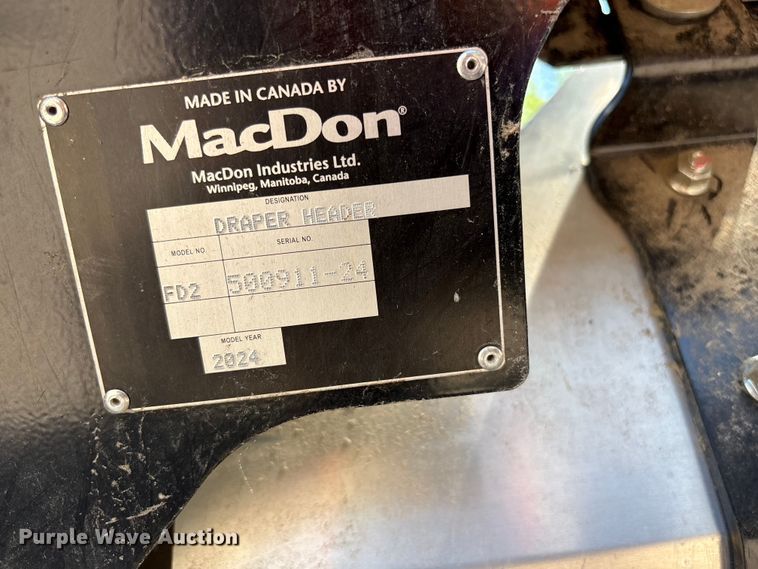 MADE IN CANADA BY
MacDon®
MacDon Industries Ltd.
Winnipeg, Manitoba, Canada
DESIGNATION
DRAPER HEADER
MODEL NO. SERIAL NO.
FD2 500911-24
MODEL YEAR
2024
Purple Wave Auction